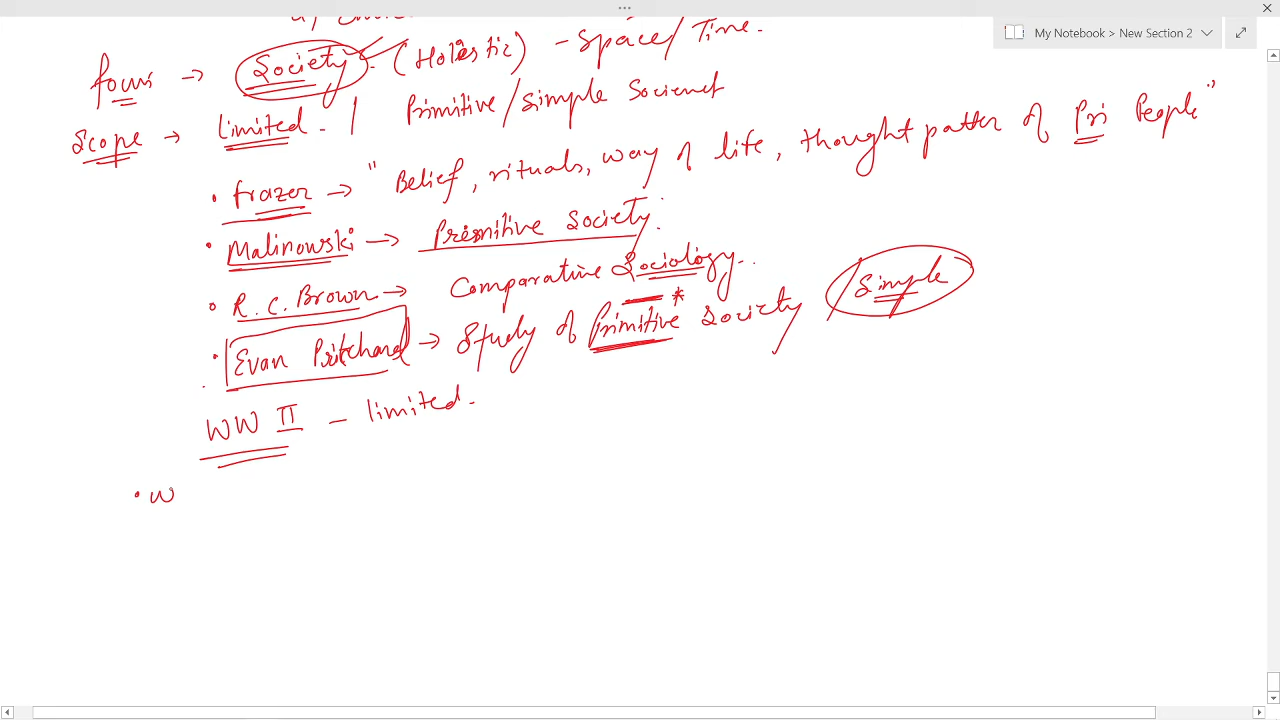 My Notebook > New Section 2
focus → Society - (Holistic) - Space/Time.
Scope → limited. | Primitive/Simple Societ
• Frazer → "Belief, rituals, way of life, thought patter of Pri People"
• Malinowski → Primitive Society.
• R. C. Brown → Comparative Sociology..
• Evan Pritchard → Study of Primitive* Society Simple
WW II - limited.
• w